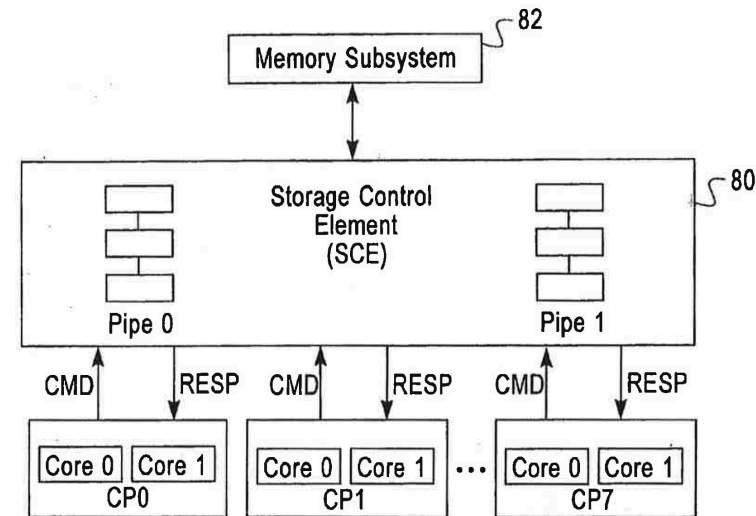 82
Memory Subsystem
80
Storage Control
Element
(SCE)
Pipe 0
Pipe 1
CMD RESP CMD RESP CMD RESP
Core 0 Core 1 Core 0 Core 1 ... Core 0 Core 1
CP0 CP1 CP7